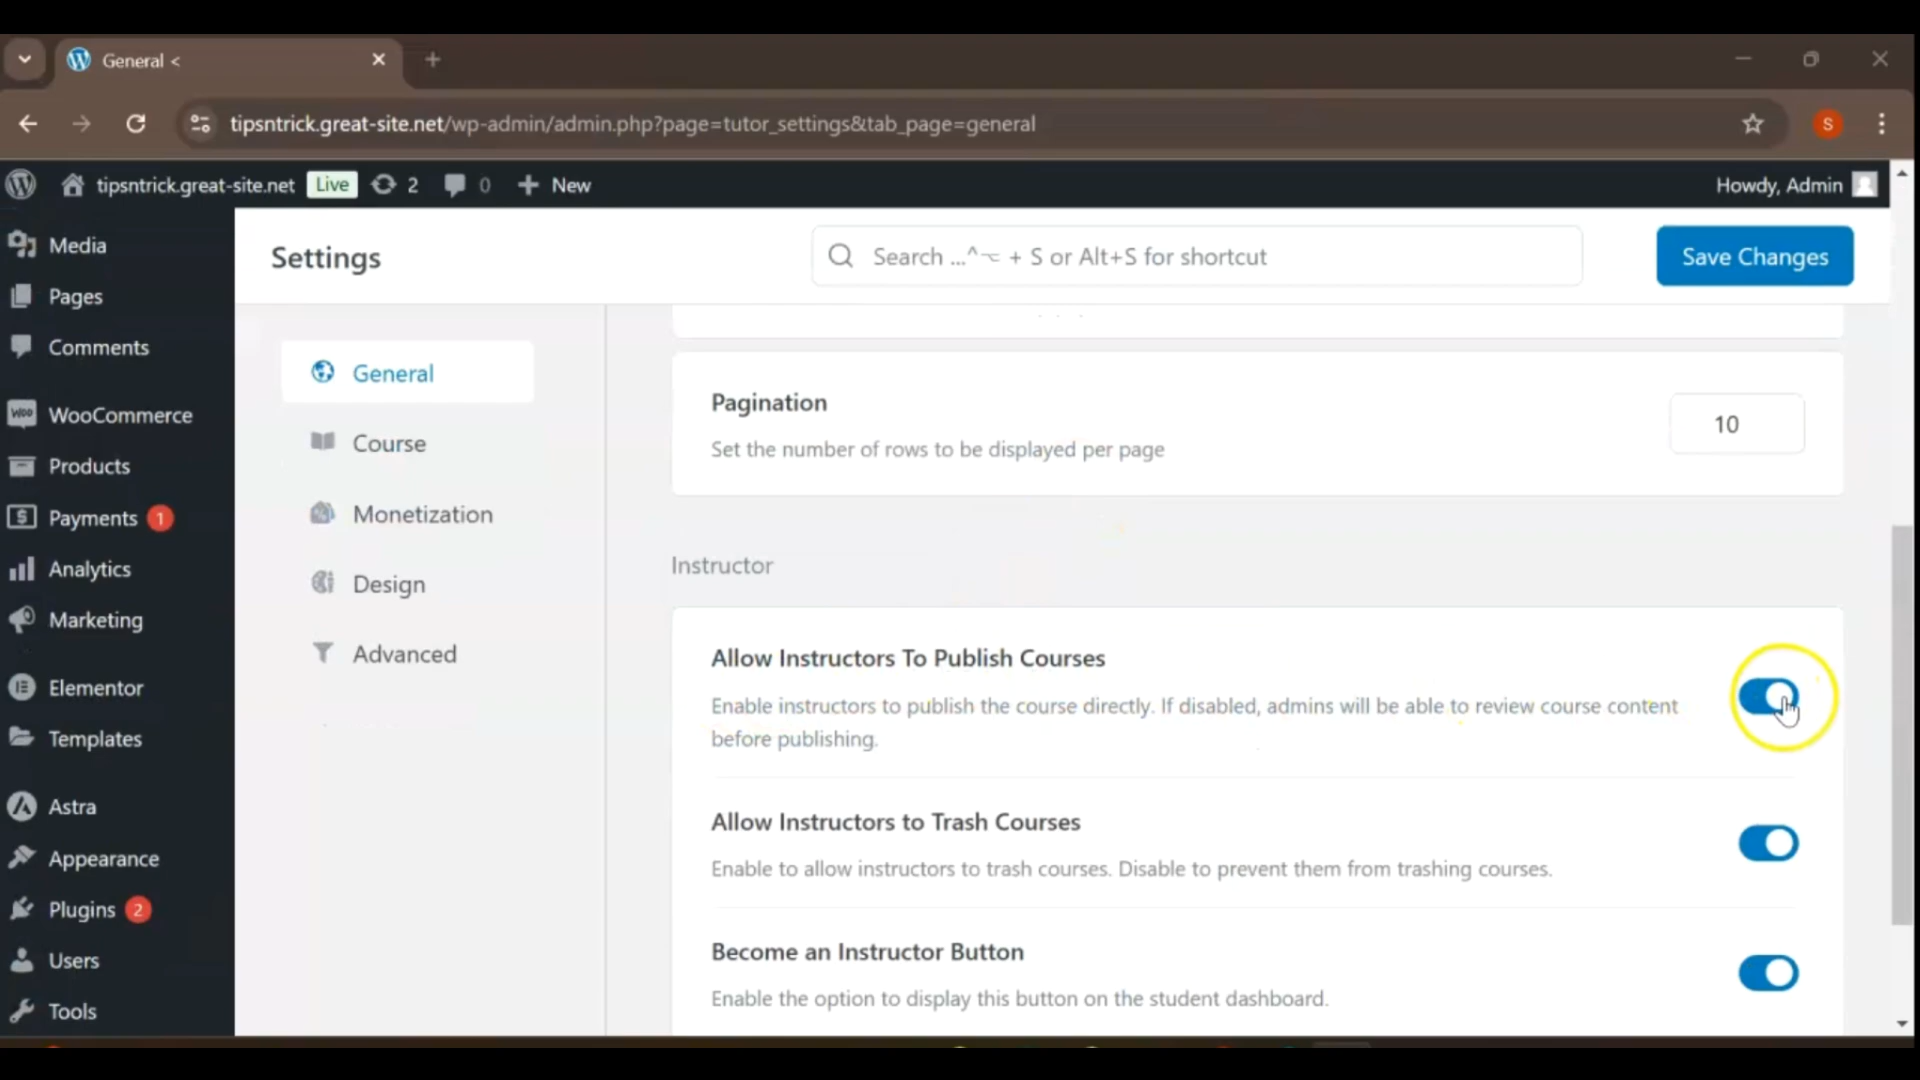 General <
tipsntrick.great-site.net/wp-admin/admin.php?page=tutor_settings&tab_page=general
S
tipsntrick.great-site.net Live 2 0 + New
Howdy, Admin
Media
Pages
Comments
WooCommerce
Products
Payments 1
Analytics
Marketing
Elementor
Templates
Astra
Appearance
Plugins 2
Users
Tools
Settings
Search ...^⌥ + S or Alt+S for shortcut
Save Changes
General
Course
Monetization
Design
Advanced
Pagination
Set the number of rows to be displayed per page
10
Instructor
Allow Instructors To Publish Courses
Enable instructors to publish the course directly. If disabled, admins will be able to review course content
before publishing.
Allow Instructors to Trash Courses
Enable to allow instructors to trash courses. Disable to prevent them from trashing courses.
Become an Instructor Button
Enable the option to display this button on the student dashboard.